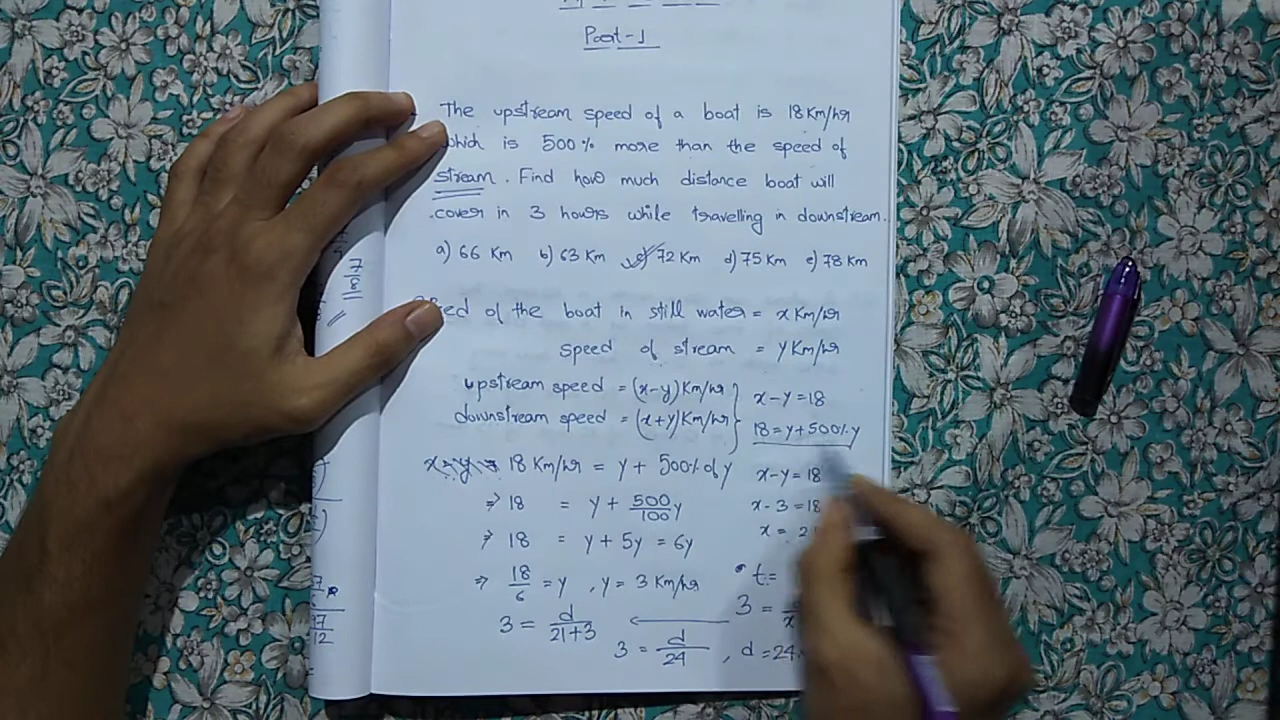 Part-1
The upstream speed of a boat is 18 Km/hr
which is 500% more than the speed of
stream. Find how much distance boat will
cover in 3 hours while travelling in downstream.
a) 66 Km b) 63 Km c) 72 Km d) 75 Km e) 78 Km
of the boat in still water = x Km/hr
speed of stream = y Km/hr
upstream speed = (x-y) Km/hr
downstream speed = (x+y) Km/hr
x-y=18
18=y+500%y
18 Km/hr = y + 500% of y
⇒ 18 = y + 500/100 y
⇒ 18 = y + 5y = 6y
⇒ 18/6 = y , y = 3 Km/hr
x-y=18
x-3=18
x =
t=
3 =
3 = d/21+3
3 = d/24 , d=24
7/8